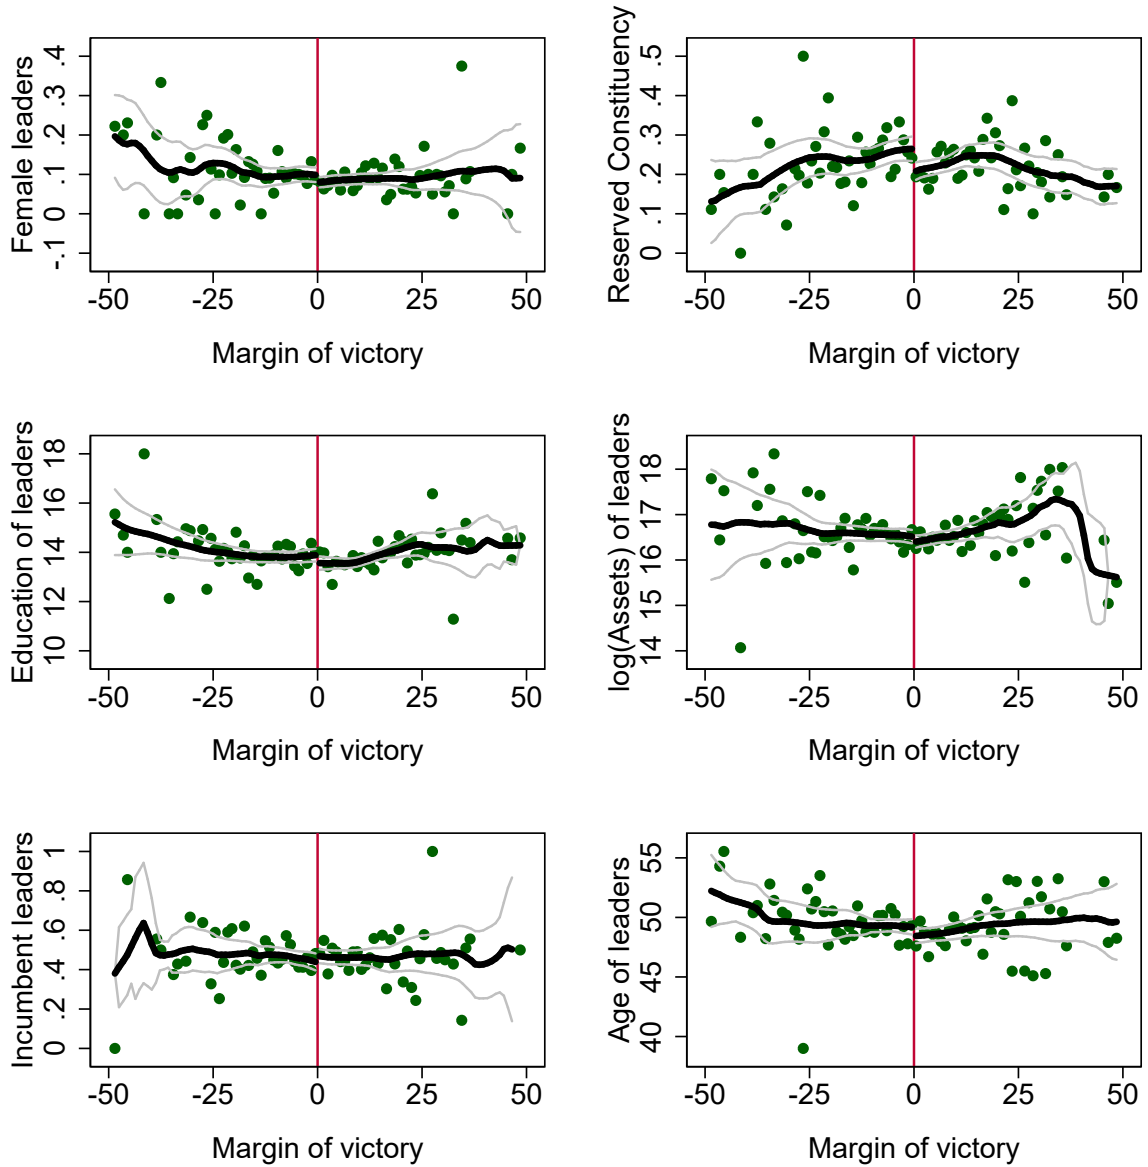 Female leaders
.4
.3
.2
.1
0
-.1
-50 -25 0 25 50
Margin of victory
Reserved Constituency
.5
.4
.3
.2
.1
0
-50 -25 0 25 50
Margin of victory
Education of leaders
18
16
14
12
10
-50 -25 0 25 50
Margin of victory
log(Assets) of leaders
18
17
16
15
14
-50 -25 0 25 50
Margin of victory
Incumbent leaders
1
.8
.6
.4
.2
0
-50 -25 0 25 50
Margin of victory
Age of leaders
55
50
45
40
-50 -25 0 25 50
Margin of victory